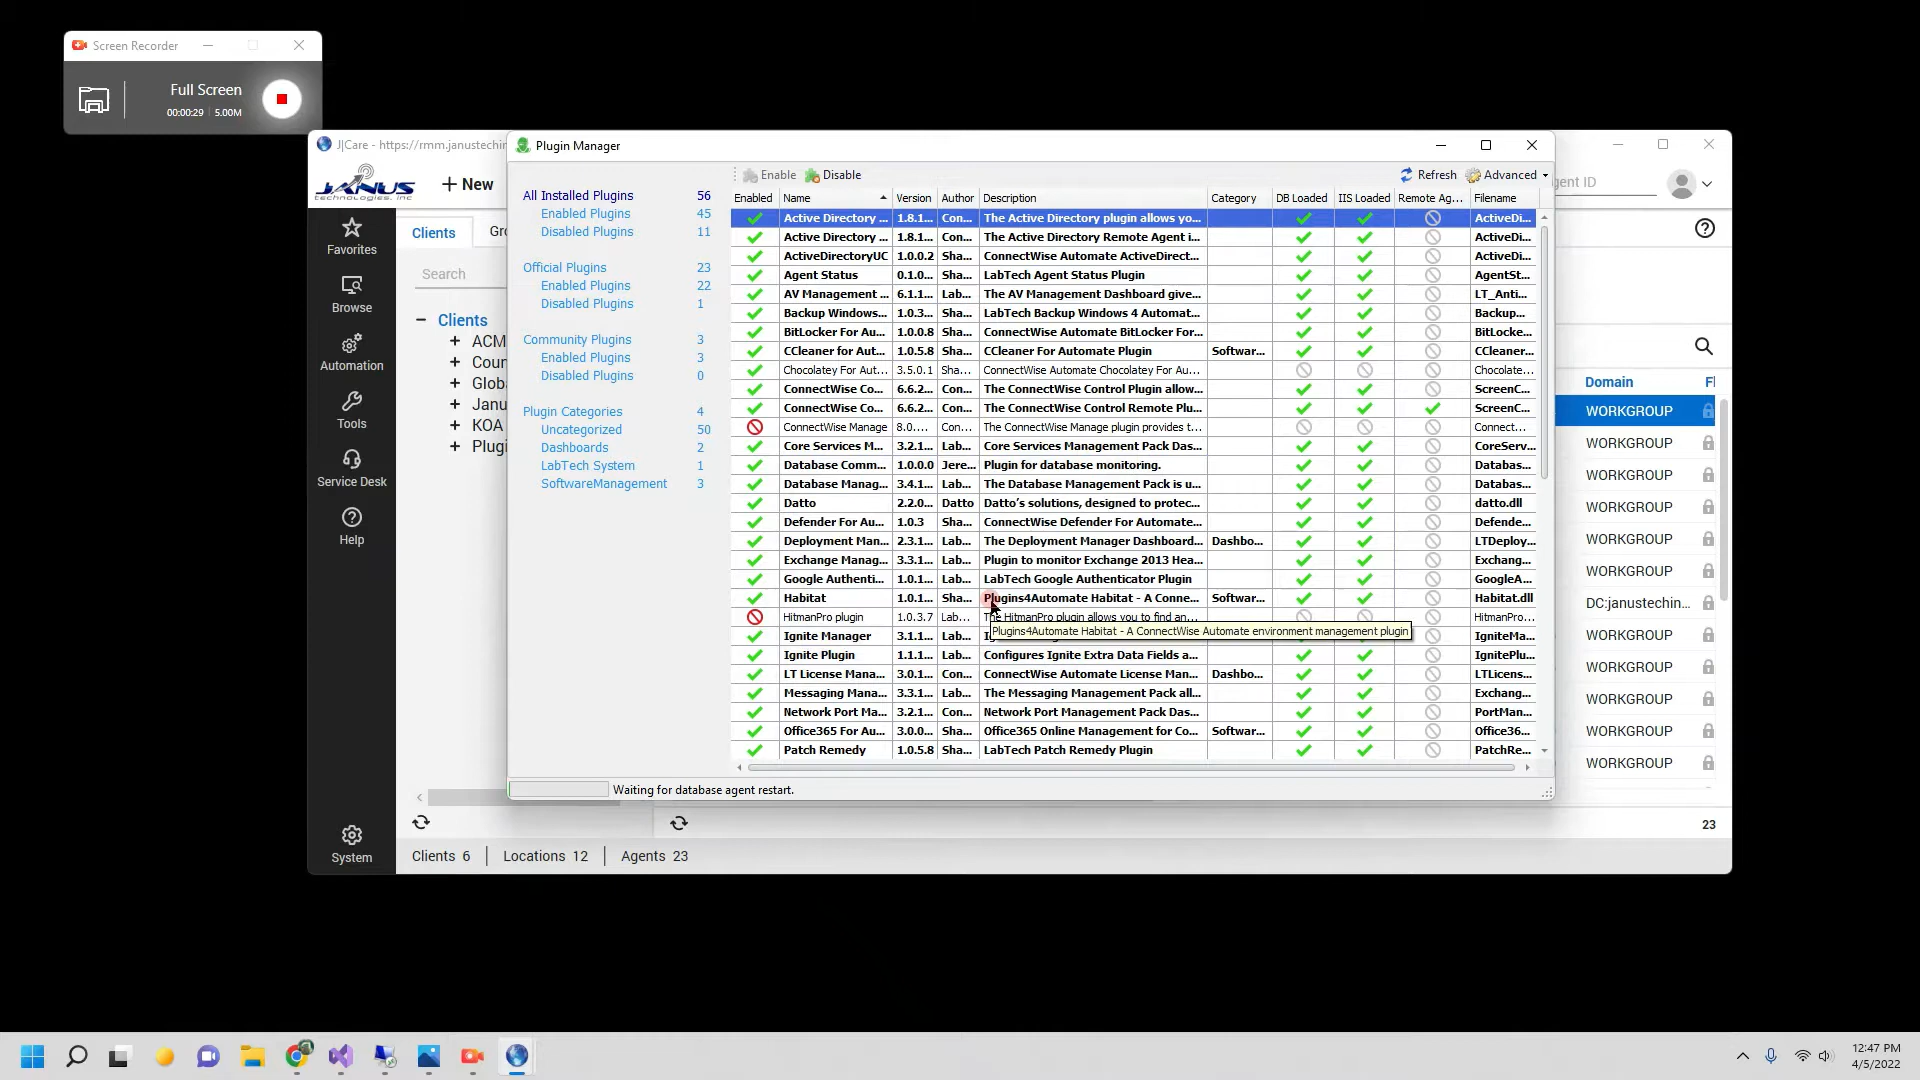 Screen Recorder
Full Screen
00:00:29 | 5.00M
J|Care - https://rmm.janustechin
JANUS
technologies, inc
+ New
gent ID
Favorites
Browse
Automation
Tools
Service Desk
Help
System
Clients
Gro
Search
Clients
ACM
Coun
Globa
Janu
KOA
Plugi
Plugin Manager
All Installed Plugins 56
Enabled Plugins 45
Disabled Plugins 11
Official Plugins 23
Enabled Plugins 22
Disabled Plugins 1
Community Plugins 3
Enabled Plugins 3
Disabled Plugins 0
Plugin Categories 4
Uncategorized 50
Dashboards 2
LabTech System 1
SoftwareManagement 3
Enable Disable Refresh Advanced
Enabled Name Version Author Description Category DB Loaded IIS Loaded Remote Ag... Filename
Active Directory ... 1.8.1... Con... The Active Directory plugin allows yo... ActiveDi...
Active Directory ... 1.8.1... Con... The Active Directory Remote Agent i... ActiveDi...
ActiveDirectoryUC 1.0.0.2 Sha... ConnectWise Automate ActiveDirect... ActiveDi...
Agent Status 0.1.0... Sha... LabTech Agent Status Plugin AgentSt...
AV Management ... 6.1.1... Lab... The AV Management Dashboard give... LT_Anti...
Backup Windows... 1.0.3... Sha... LabTech Backup Windows 4 Automat... Backup...
BitLocker For Au... 1.0.0.8 Sha... ConnectWise Automate BitLocker For... BitLocke...
CCleaner for Aut... 1.0.5.8 Sha... CCleaner For Automate Plugin Softwar... CCleaner...
Chocolatey For Aut... 3.5.0.1 Sha... ConnectWise Automate Chocolatey For Au... Chocolate...
ConnectWise Co... 6.6.2... Con... The ConnectWise Control Plugin allow... ScreenC...
ConnectWise Co... 6.6.2... Con... The ConnectWise Control Remote Plu... ScreenC...
ConnectWise Manage 8.0.... Con... The ConnectWise Manage plugin provides t... Connect...
Core Services M... 3.2.1... Lab... Core Services Management Pack Das... CoreServ...
Database Comm... 1.0.0.0 Jere... Plugin for database monitoring. Databas...
Database Manag... 3.4.1... Lab... The Database Management Pack is u... Databas...
Datto 2.2.0... Datto Datto's solutions, designed to protec... datto.dll
Defender For Au... 1.0.3 Sha... ConnectWise Defender For Automate... Defende...
Deployment Man... 2.3.1... Lab... The Deployment Manager Dashboard... Dashbo... LTDeploy...
Exchange Manag... 3.3.1... Lab... Plugin to monitor Exchange 2013 Hea... Exchang...
Google Authenti... 1.0.1... Lab... LabTech Google Authenticator Plugin GoogleA...
Habitat 1.0.1... Sha... Plugins4Automate Habitat - A Conne... Softwar... Habitat.dll
HitmanPro plugin 1.0.3.7 Lab... The HitmanPro plugin allows you to find an... HitmanPro...
Plugins4Automate Habitat - A ConnectWise Automate environment management plugin
Ignite Manager 3.1.1... Lab... IgniteMa...
Ignite Plugin 1.1.1... Lab... Configures Ignite Extra Data Fields a... IgnitePlu...
LT License Mana... 3.0.1... Con... ConnectWise Automate License Man... Dashbo... LTLicens...
Messaging Mana... 3.3.1... Lab... The Messaging Management Pack all... Exchang...
Network Port Ma... 3.2.1... Con... Network Port Management Pack Das... PortMan...
Office365 For Au... 3.0.0... Sha... Office365 Online Management for Co... Softwar... Office36...
Patch Remedy 1.0.5.8 Sha... LabTech Patch Remedy Plugin PatchRe...
Waiting for database agent restart.
Domain
WORKGROUP
WORKGROUP
WORKGROUP
WORKGROUP
WORKGROUP
WORKGROUP
DC:janustechin...
WORKGROUP
WORKGROUP
WORKGROUP
WORKGROUP
WORKGROUP
23
Clients 6 | Locations 12 | Agents 23
12:47 PM
4/5/2022